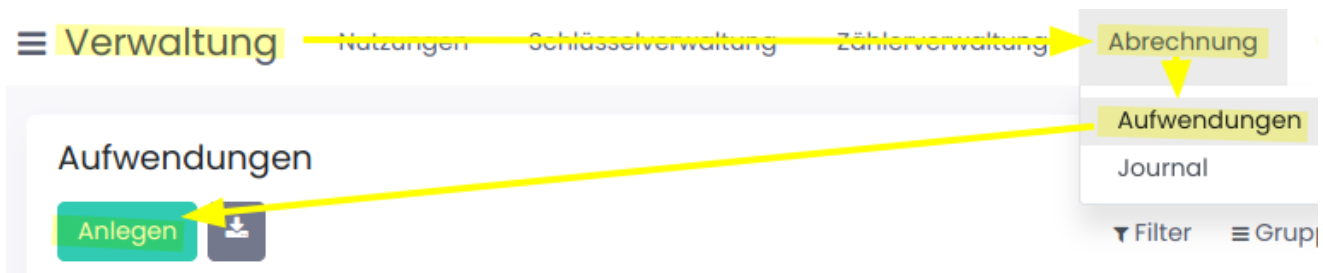 Verwaltung Nutzungen Schlüsselverwaltung Zählerverwaltung Abrechnung
Aufwendungen
Journal
Aufwendungen
Anlegen
Filter